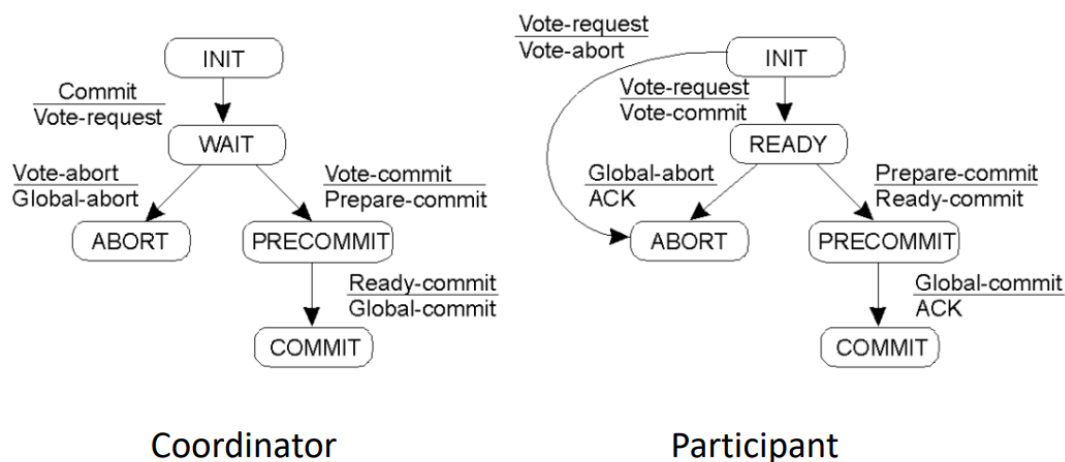 INIT
Commit
Vote-request
WAIT
Vote-abort
Global-abort
Vote-commit
Prepare-commit
ABORT
PRECOMMIT
Ready-commit
Global-commit
COMMIT
Coordinator
Vote-request
Vote-abort
INIT
Vote-request
Vote-commit
READY
Global-abort
ACK
Prepare-commit
Ready-commit
ABORT
PRECOMMIT
Global-commit
ACK
COMMIT
Participant